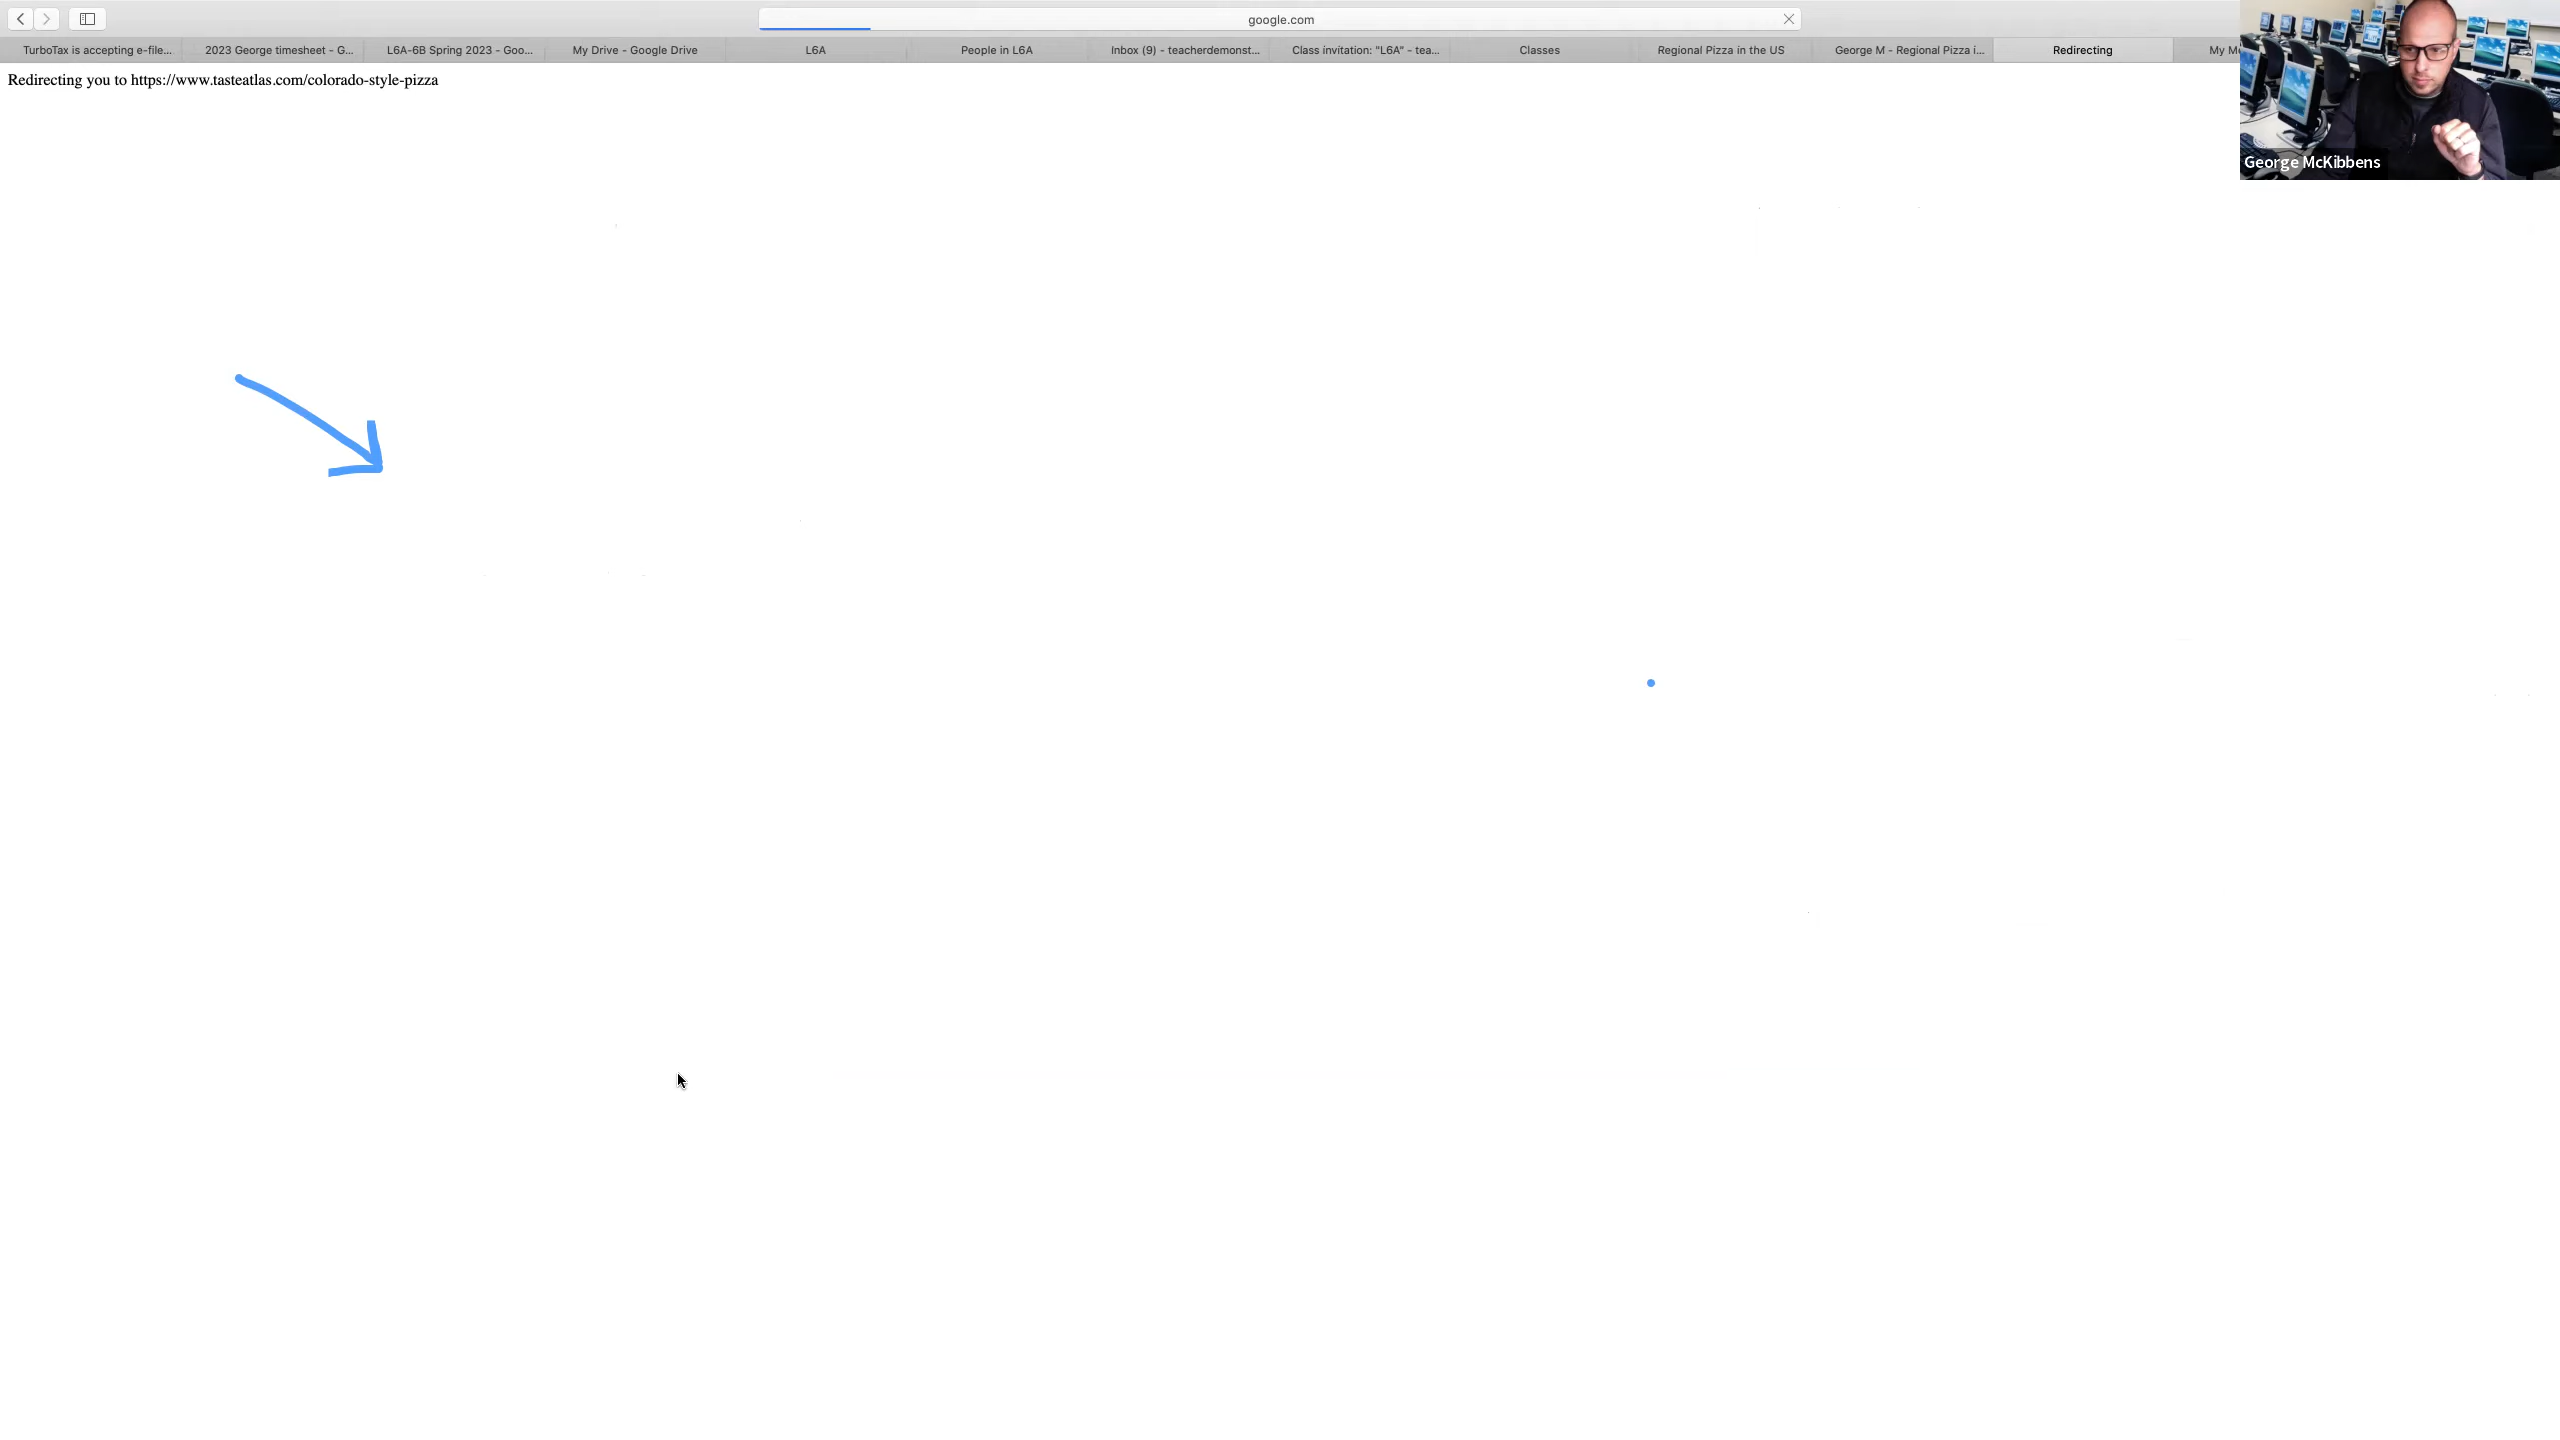 google.com
TurboTax is accepting e-file...
2023 George timesheet - G...
L6A-6B Spring 2023 - Goo...
My Drive - Google Drive
L6A
People in L6A
Inbox (9) - teacherdemonst...
Class invitation: "L6A" - tea...
Classes
Regional Pizza in the US
George M - Regional Pizza i...
Redirecting
My M
Redirecting you to https://www.tasteatlas.com/colorado-style-pizza
George McKibbens